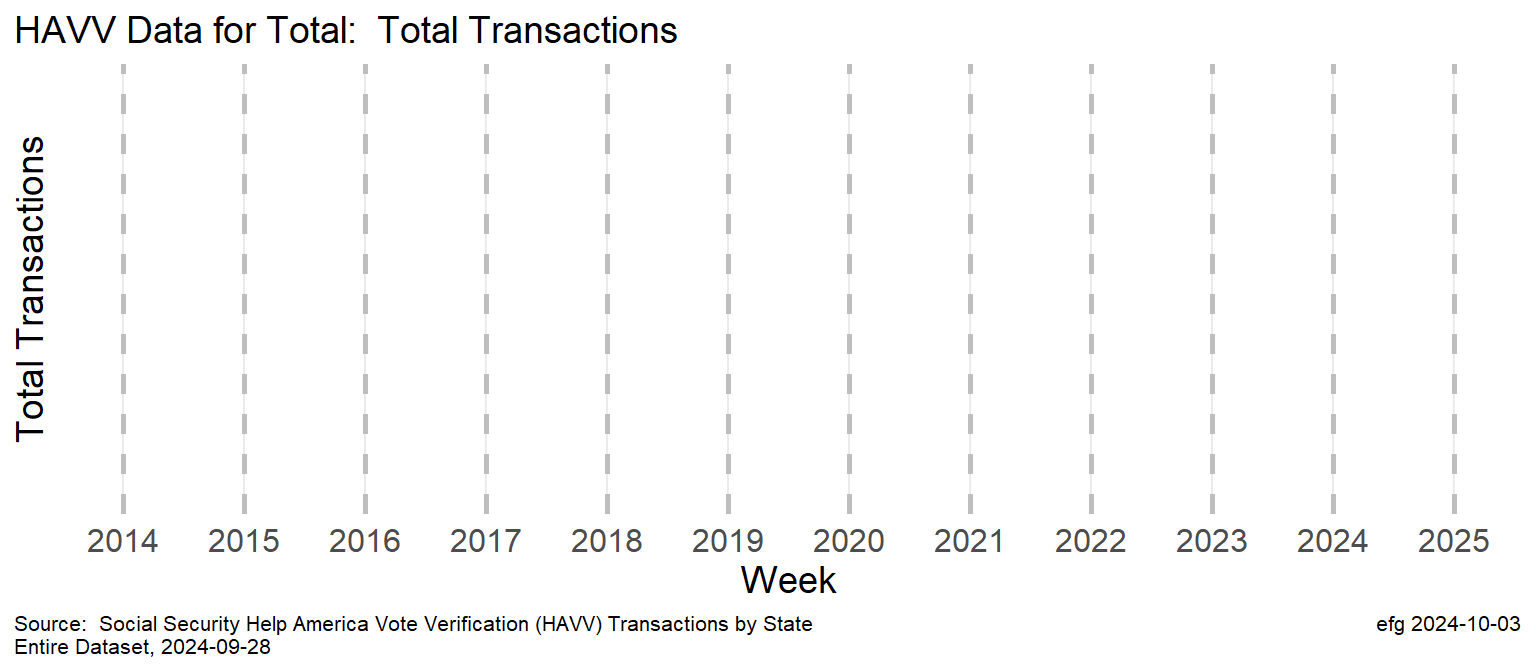 HAVV Data for Total:  Total Transactions
Total Transactions
2014 2015 2016 2017 2018 2019 2020 2021 2022 2023 2024 2025
Week
Source:  Social Security Help America Vote Verification (HAVV) Transactions by State
Entire Dataset, 2024-09-28
efg 2024-10-03